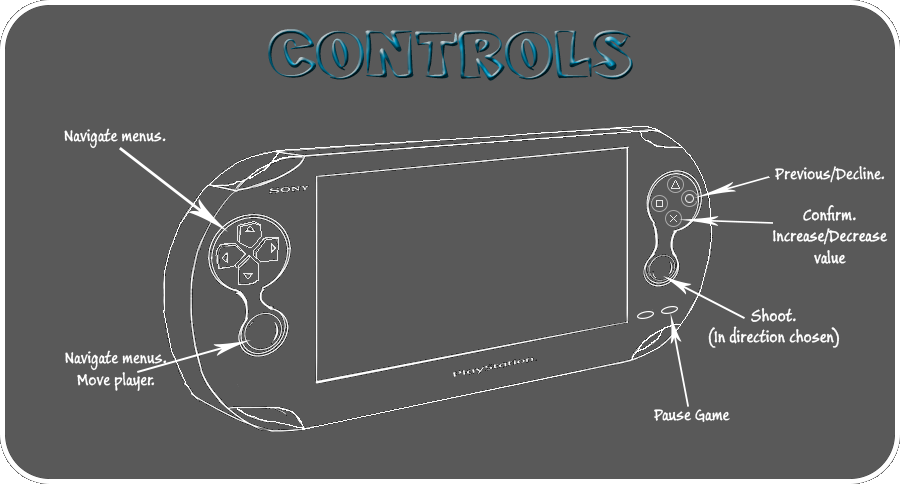 CONTROLS
Navigate menus.
SONY
Previous/Decline.
Confirm.
Increase/Decrease
value
Shoot.
(In direction chosen)
Navigate menus.
Move player.
PlayStation
Pause Game